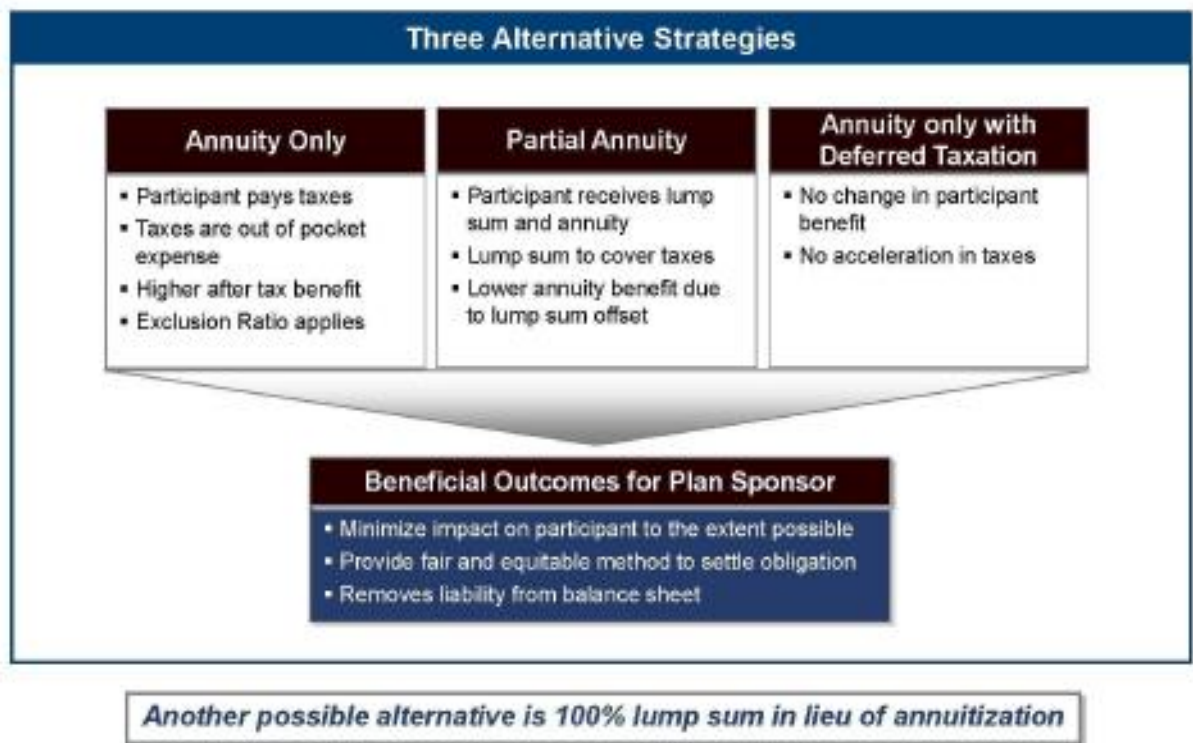 Three Alternative Strategies
Annuity Only
▪ Participant pays taxes
▪ Taxes are out of pocket
expense
▪ Higher after tax benefit
▪ Exclusion Ratio applies
Partial Annuity
▪ Participant receives lump
sum and annuity
▪ Lump sum to cover taxes
▪ Lower annuity benefit due
to lump sum offset
Annuity only with
Deferred Taxation
▪ No change in participant
benefit
▪ No acceleration in taxes
Beneficial Outcomes for Plan Sponsor
▪ Minimize impact on participant to the extent possible
▪ Provide fair and equitable method to settle obligation
▪ Removes liability from balance sheet
Another possible alternative is 100% lump sum in lieu of annuitization